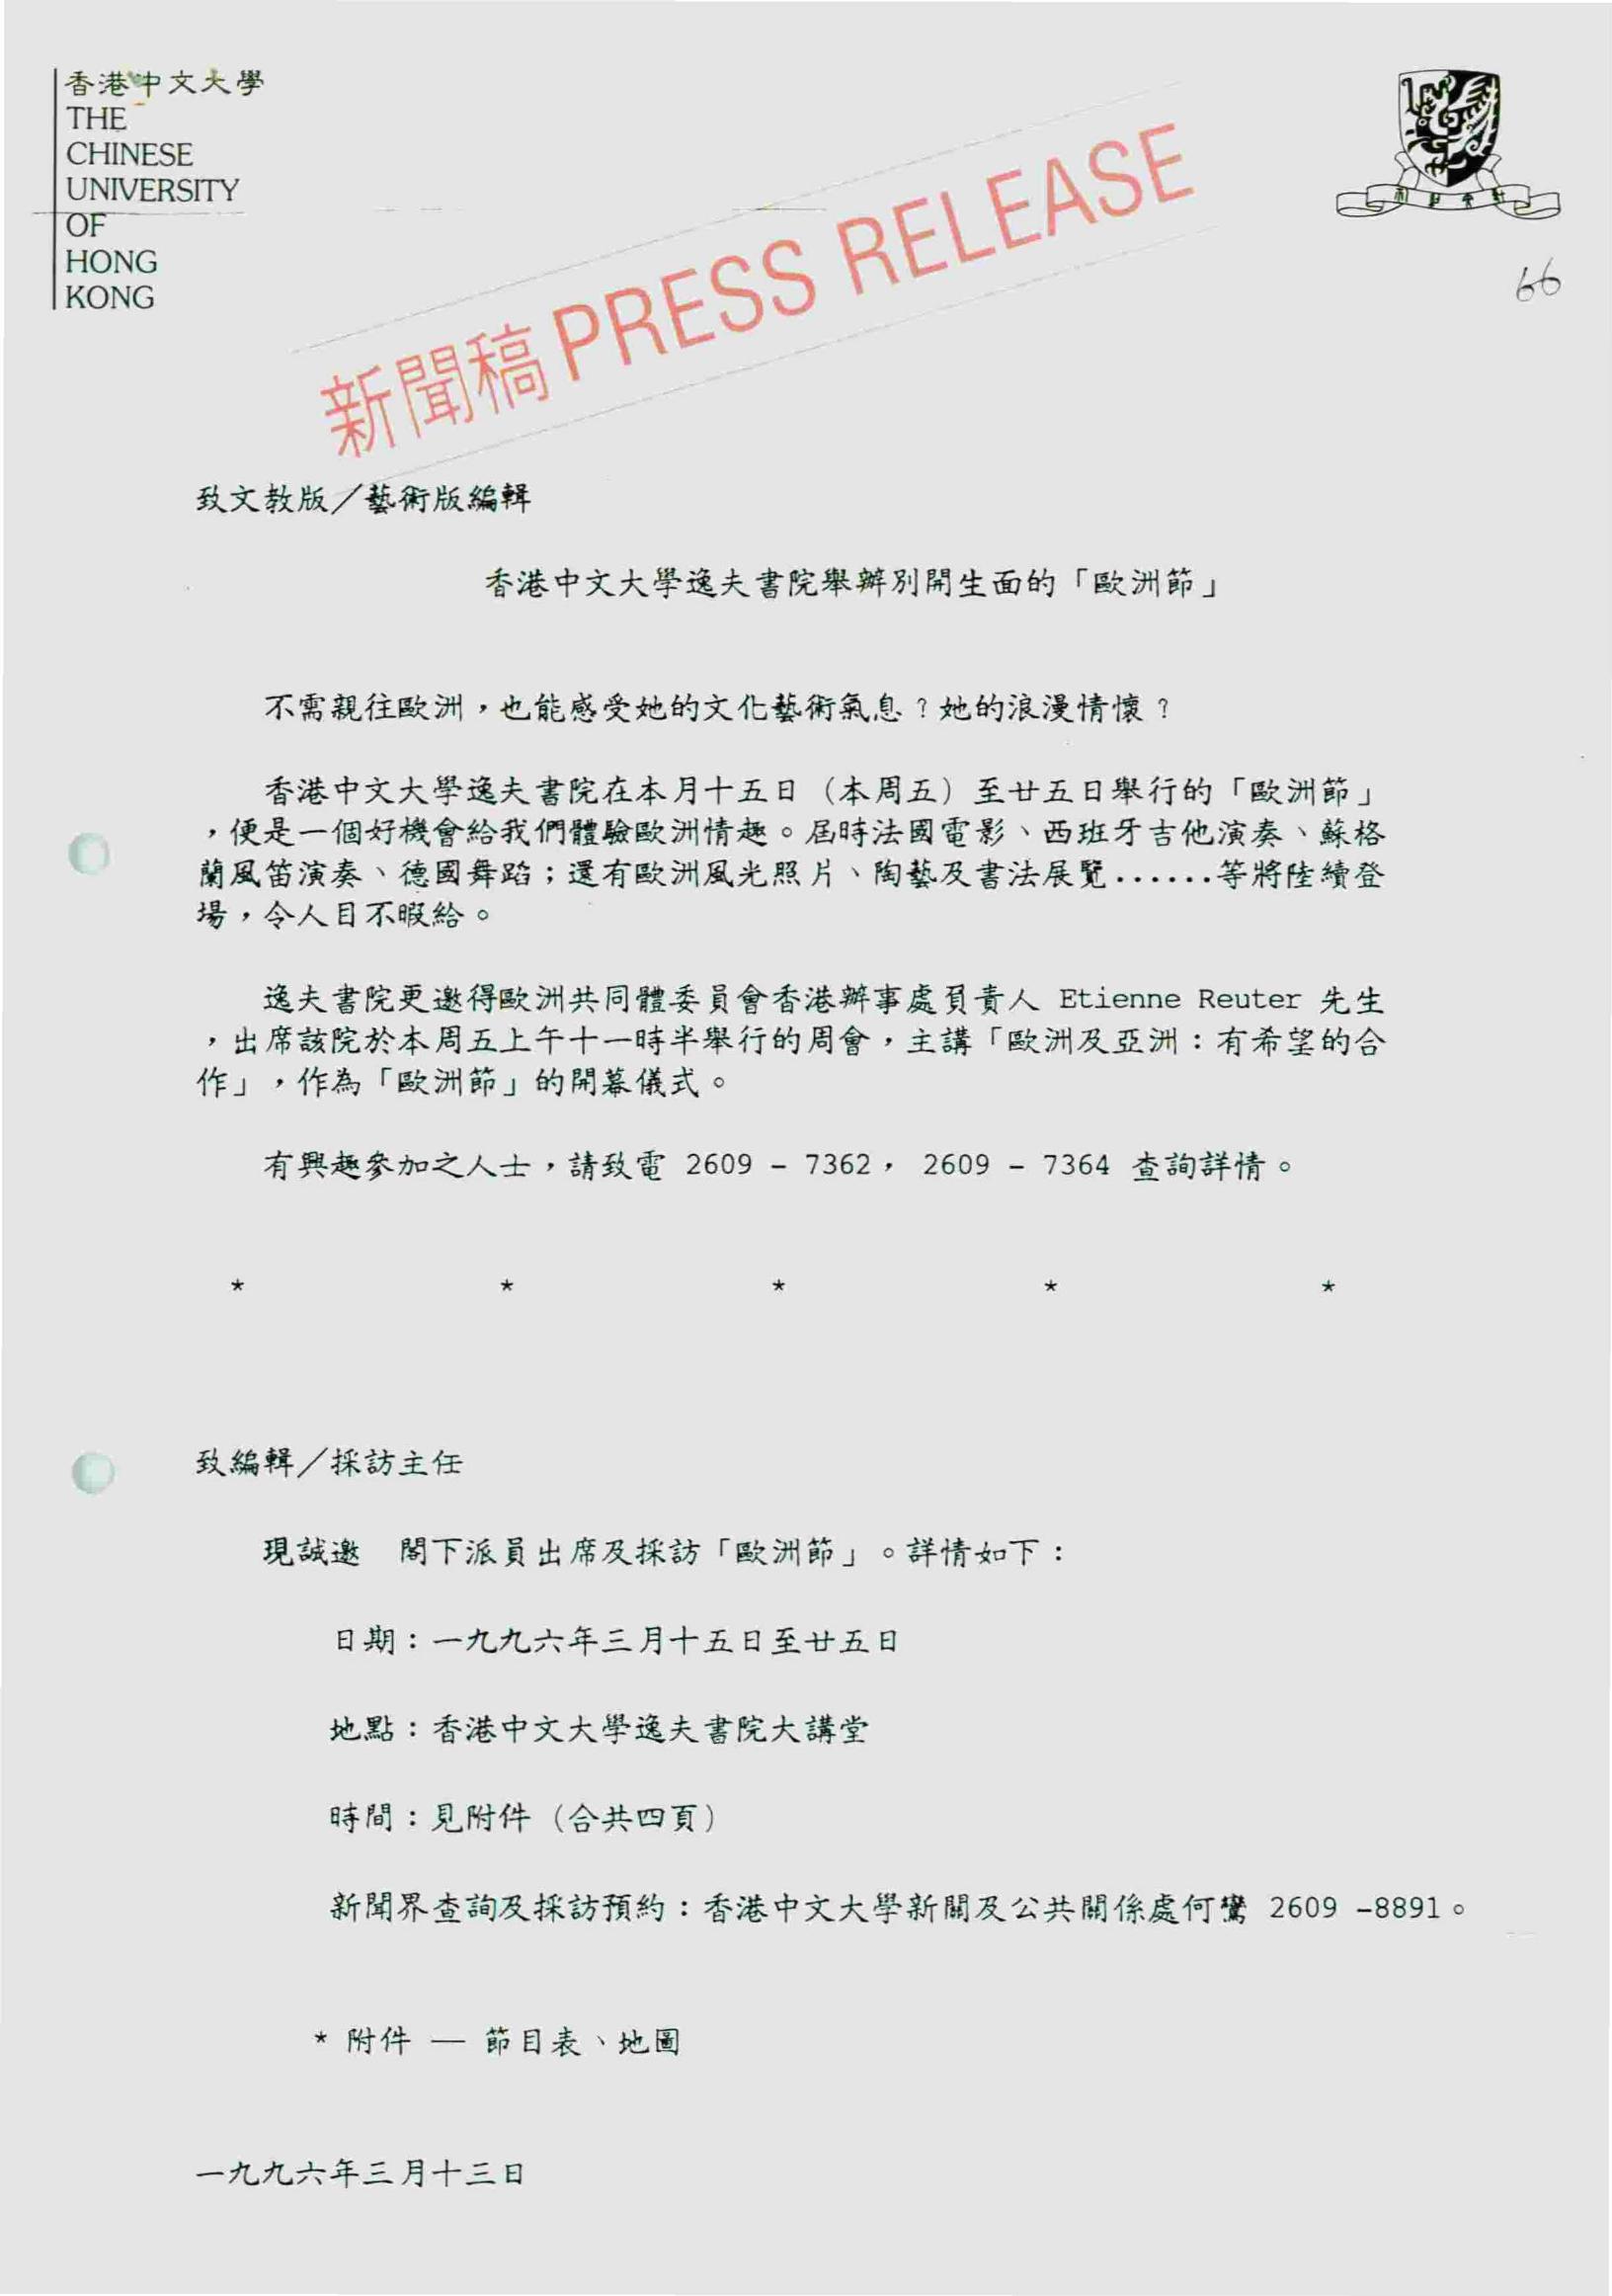 香港中文大學
THE
CHINESE
UNIVERSITY
OF
HONG
KONG
新聞稿 PRESS RELEASE
66
致文教版／藝術版編輯
香港中文大學逸夫書院舉辦別開生面的「歐洲節」
不需親往歐洲，也能感受她的文化藝術氣息？她的浪漫情懷？
香港中文大學逸夫書院在本月十五日（本周五）至廿五日舉行的「歐洲節」
，便是一個好機會給我們體驗歐洲情趣。屆時法國電影、西班牙吉他演奏、蘇格
蘭風笛演奏、德國舞蹈；還有歐洲風光照片、陶藝及書法展覽......等將陸續登
場，令人目不暇給。
逸夫書院更邀得歐洲共同體委員會香港辦事處負責人 Etienne Reuter 先生
，出席該院於本周五上午十一時半舉行的周會，主講「歐洲及亞洲：有希望的合
作」，作為「歐洲節」的開幕儀式。
有興趣參加之人士，請致電 2609 - 7362， 2609 - 7364 查詢詳情。
* * * * *
致編輯／採訪主任
現誠邀　閣下派員出席及採訪「歐洲節」。詳情如下：
日期：一九九六年三月十五日至廿五日
地點：香港中文大學逸夫書院大講堂
時間：見附件（合共四頁）
新聞界查詢及採訪預約：香港中文大學新聞及公共關係處何鸞 2609 -8891。
* 附件 — 節目表、地圖
一九九六年三月十三日